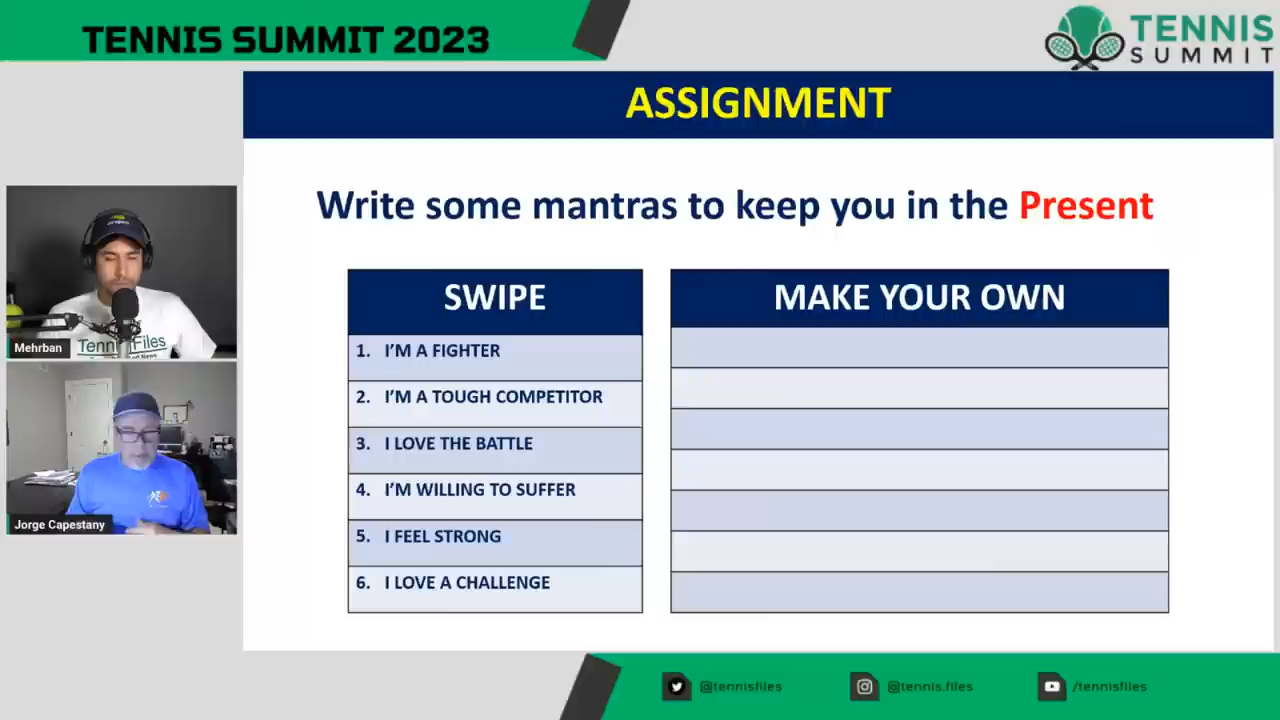 TENNIS SUMMIT 2023
TENNIS
SUMMIT
ASSIGNMENT
Write some mantras to keep you in the Present
SWIPE
1. I'M A FIGHTER
2. I'M A TOUGH COMPETITOR
3. I LOVE THE BATTLE
4. I'M WILLING TO SUFFER
5. I FEEL STRONG
6. I LOVE A CHALLENGE
MAKE YOUR OWN
Mehrban
Jorge Capestany
@tennisfiles
@tennis.files
/tennisfiles